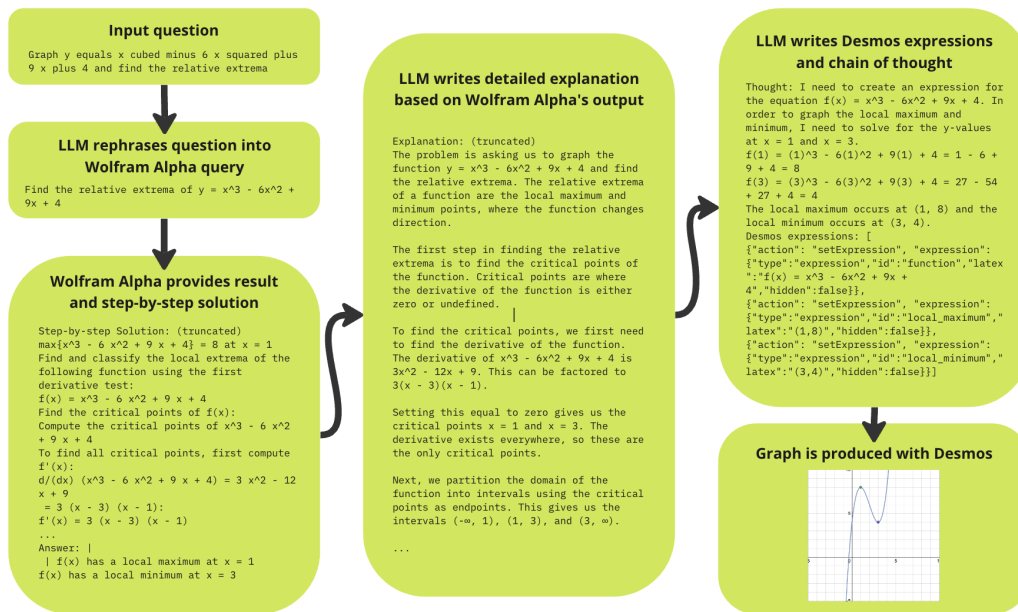 Input question
Graph y equals x cubed minus 6 x squared plus
9 x plus 4 and find the relative extrema
LLM rephrases question into
Wolfram Alpha query
Find the relative extrema of y = x^3 - 6x^2 +
9x + 4
Wolfram Alpha provides result
and step-by-step solution
Step-by-step Solution: (truncated)
max{x^3 - 6 x^2 + 9 x + 4} = 8 at x = 1
Find and classify the local extrema of the
following function using the first
derivative test:
f(x) = x^3 - 6 x^2 + 9 x + 4
Find the critical points of f(x):
Compute the critical points of x^3 - 6 x^2
+ 9 x + 4
To find all critical points, first compute
f'(x):
d/(dx) (x^3 - 6 x^2 + 9 x + 4) = 3 x^2 - 12
x + 9
= 3 (x - 3) (x - 1):
f'(x) = 3 (x - 3) (x - 1)
...
Answer: |
| f(x) has a local maximum at x = 1
f(x) has a local minimum at x = 3
LLM writes detailed explanation
based on Wolfram Alpha's output
Explanation: (truncated)
The problem is asking us to graph the
function y = x^3 - 6x^2 + 9x + 4 and find
the relative extrema. The relative extrema
of a function are the local maximum and
minimum points, where the function changes
direction.
The first step in finding the relative
extrema is to find the critical points of
the function. Critical points are where
the derivative of the function is either
zero or undefined.
To find the critical points, we first need
to find the derivative of the function.
The derivative of x^3 - 6x^2 + 9x + 4 is
3x^2 - 12x + 9. This can be factored to
3(x - 3)(x - 1).
Setting this equal to zero gives us the
critical points x = 1 and x = 3. The
derivative exists everywhere, so these are
the only critical points.
Next, we partition the domain of the
function into intervals using the critical
points as endpoints. This gives us the
intervals (-∞, 1), (1, 3), and (3, ∞).
...
LLM writes Desmos expressions
and chain of thought
Thought: I need to create an expression for
the equation f(x) = x^3 - 6x^2 + 9x + 4. In
order to graph the local maximum and
minimum, I need to solve for the y-values
at x = 1 and x = 3.
f(1) = (1)^3 - 6(1)^2 + 9(1) + 4 = 1 - 6 +
9 + 4 = 8
f(3) = (3)^3 - 6(3)^2 + 9(3) + 4 = 27 - 54
+ 27 + 4 = 4
The local maximum occurs at (1, 8) and the
local minimum occurs at (3, 4).
Desmos expressions: [
{"action": "setExpression", "expression":
{"type":"expression","id":"function","latex
":"f(x) = x^3 - 6x^2 + 9x +
4","hidden":false}},
{"action": "setExpression", "expression":
{"type":"expression","id":"local_maximum","
latex":"(1,8)","hidden":false}},
{"action": "setExpression", "expression":
{"type":"expression","id":"local_minimum","
latex":"(3,4)","hidden":false}}]
Graph is produced with Desmos